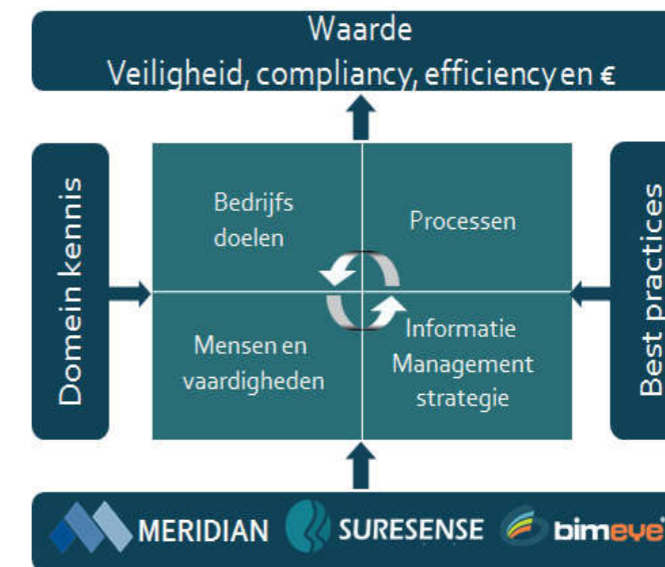 Waarde
Veiligheid, compliancy, efficiency en €
Domein kennis
Bedrijfs
doelen
Processen
Mensen en
vaardigheden
Informatie
Management
strategie
Best practices
MERIDIAN
SURESENSE
bimeye